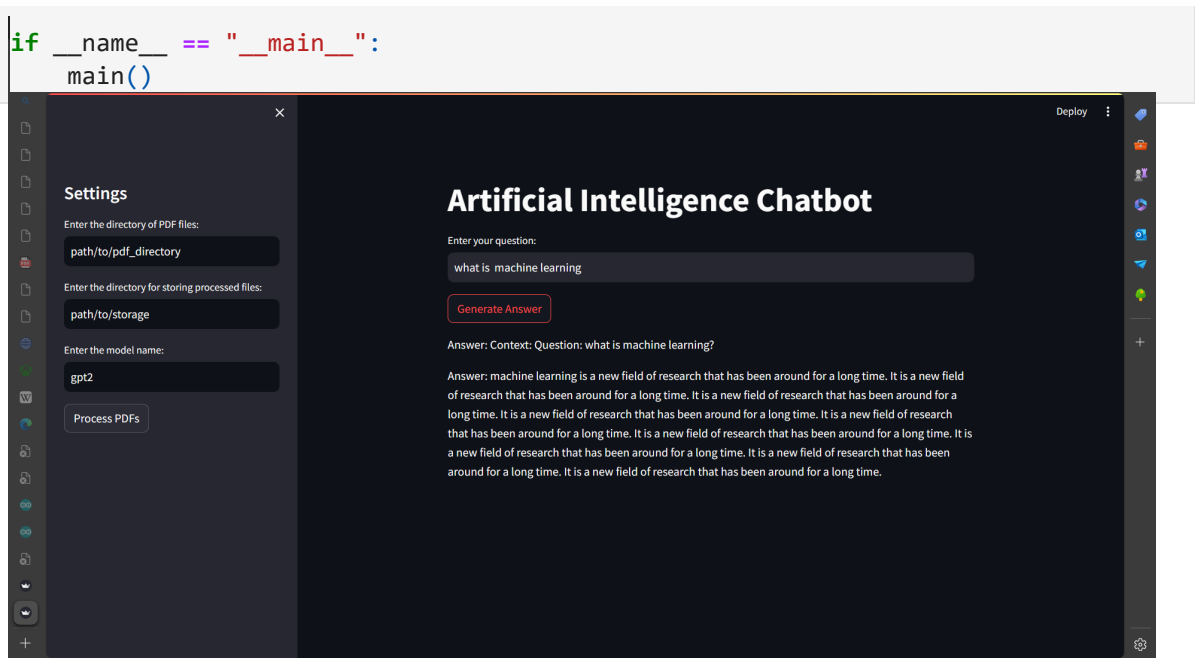 if __name__ == "__main__":
main()
Deploy
Settings
Enter the directory of PDF files:
path/to/pdf_directory
Enter the directory for storing processed files:
path/to/storage
Enter the model name:
gpt2
Process PDFs
Artificial Intelligence Chatbot
Enter your question:
what is machine learning
Generate Answer
Answer: Context: Question: what is machine learning?
Answer: machine learning is a new field of research that has been around for a long time. It is a new field
of research that has been around for a long time. It is a new field of research that has been around for a
long time. It is a new field of research that has been around for a long time. It is a new field of research
that has been around for a long time. It is a new field of research that has been around for a long time. It is
a new field of research that has been around for a long time. It is a new field of research that has been
around for a long time. It is a new field of research that has been around for a long time.